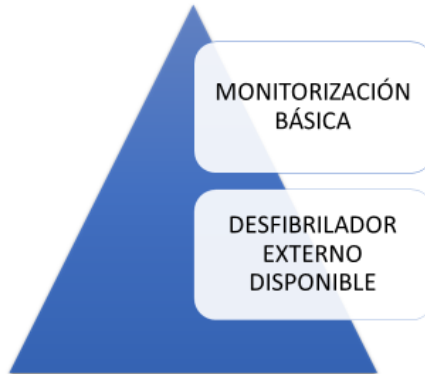 MONITORIZACIÓN
BÁSICA
DESFIBRILADOR
EXTERNO
DISPONIBLE